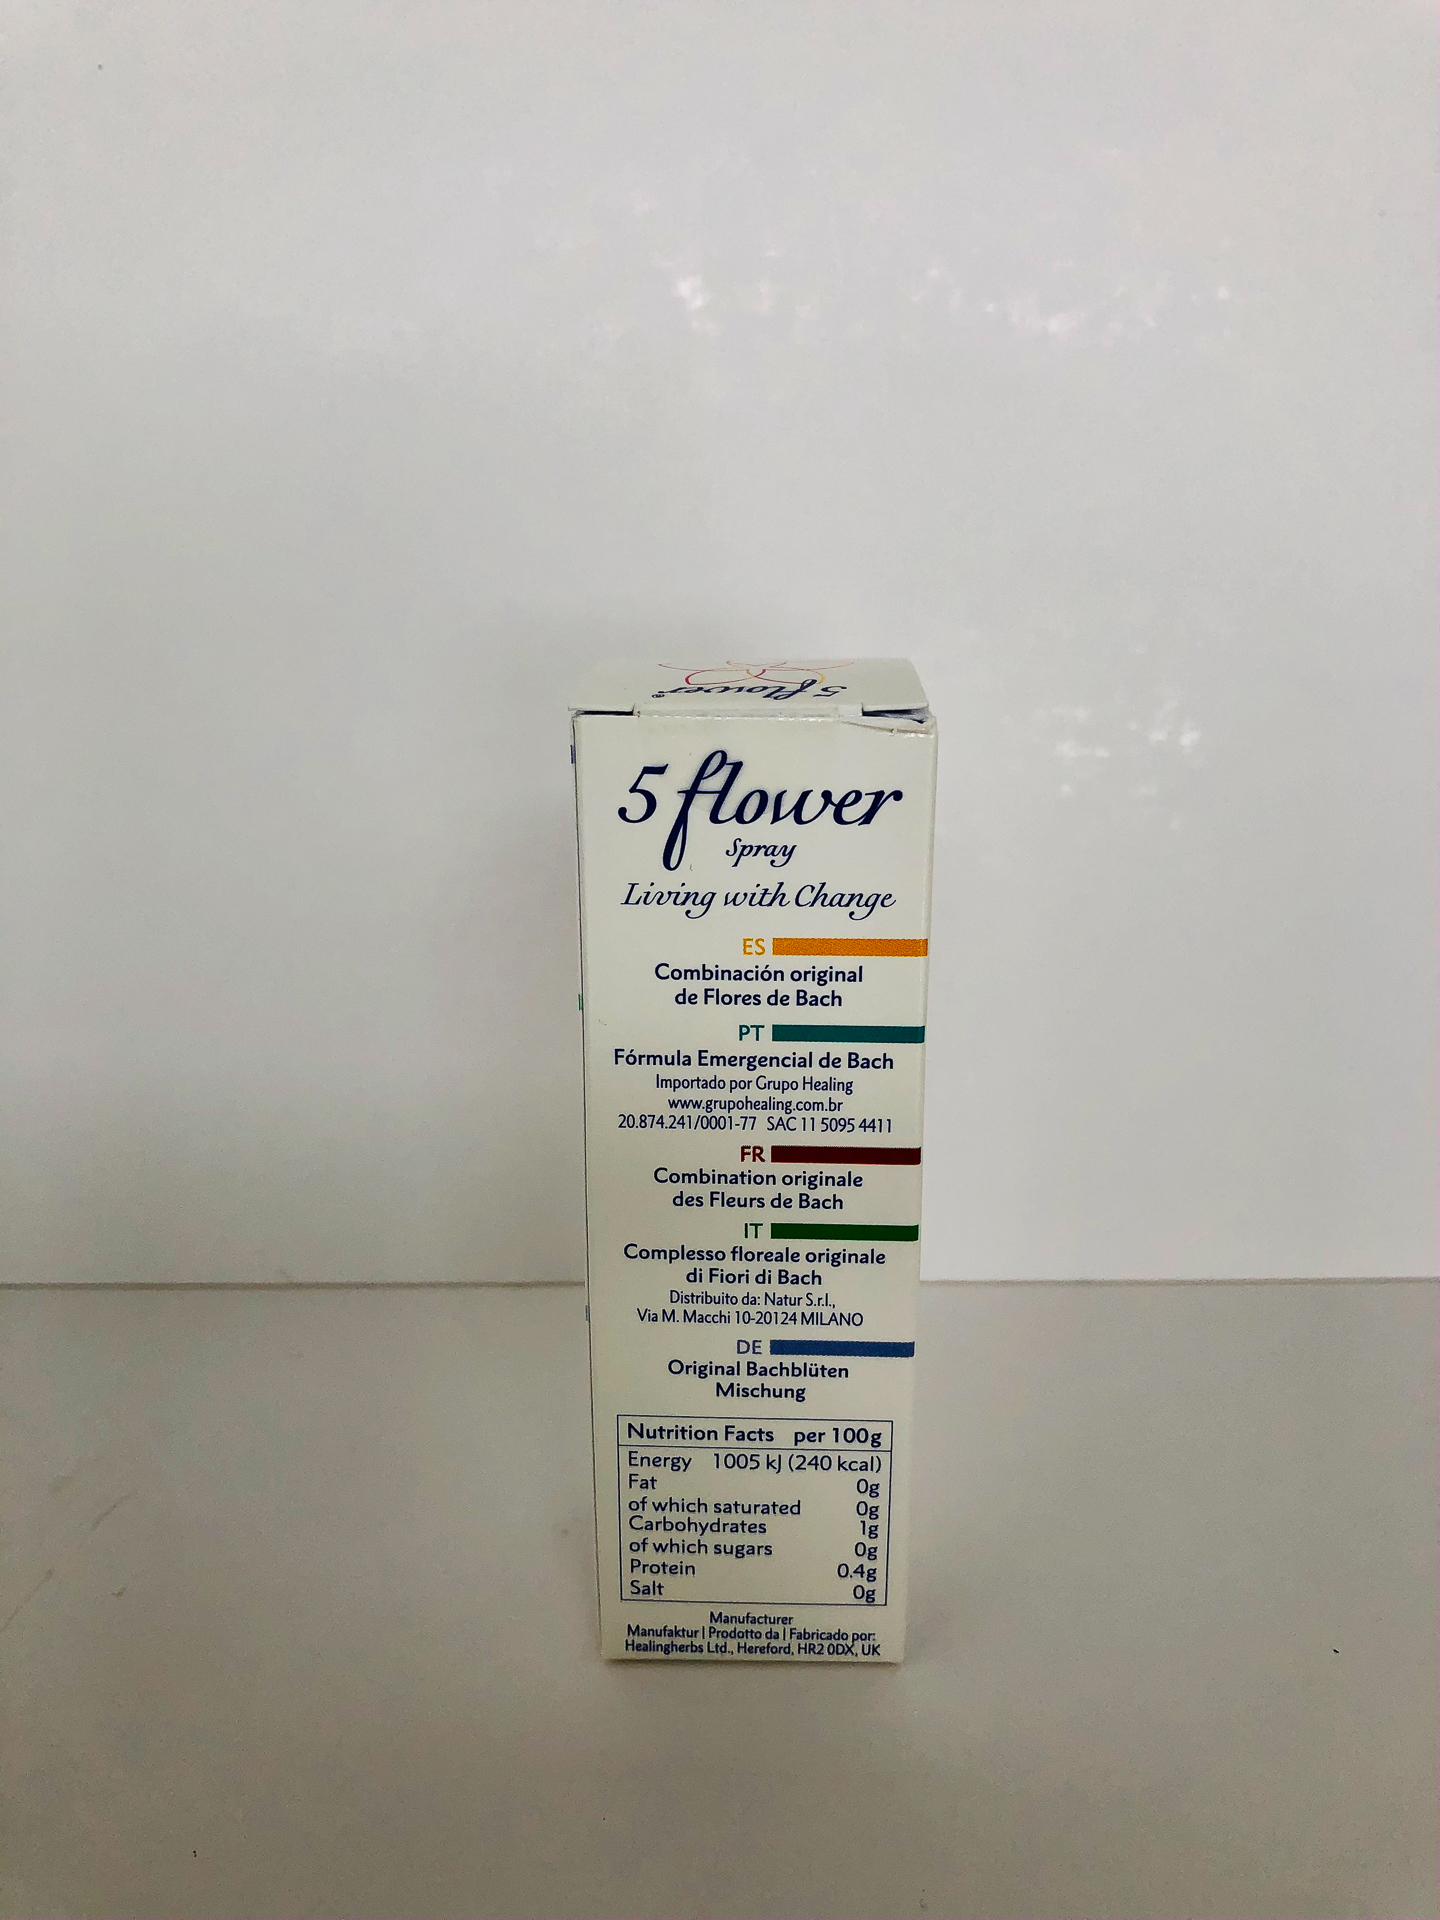 5 flower®
5 flower
Spray
Living with Change
ES
Combinación original
de Flores de Bach
PT
Fórmula Emergencial de Bach
Importado por Grupo Healing
www.grupohealing.com.br
20.874.241/0001-77 SAC 11 5095 4411
FR
Combination originale
des Fleurs de Bach
IT
Complesso floreale originale
di Fiori di Bach
Distribuito da: Natur S.r.l.,
Via M. Macchi 10-20124 MILANO
DE
Original Bachblüten
Mischung
Nutrition Facts per 100g
Energy 1005 kJ (240 kcal)
Fat 0g
of which saturated 0g
Carbohydrates 1g
of which sugars 0g
Protein 0.4g
Salt 0g
Manufacturer
Manufaktur | Prodotto da | Fabricado por:
Healingherbs Ltd., Hereford, HR2 0DX, UK